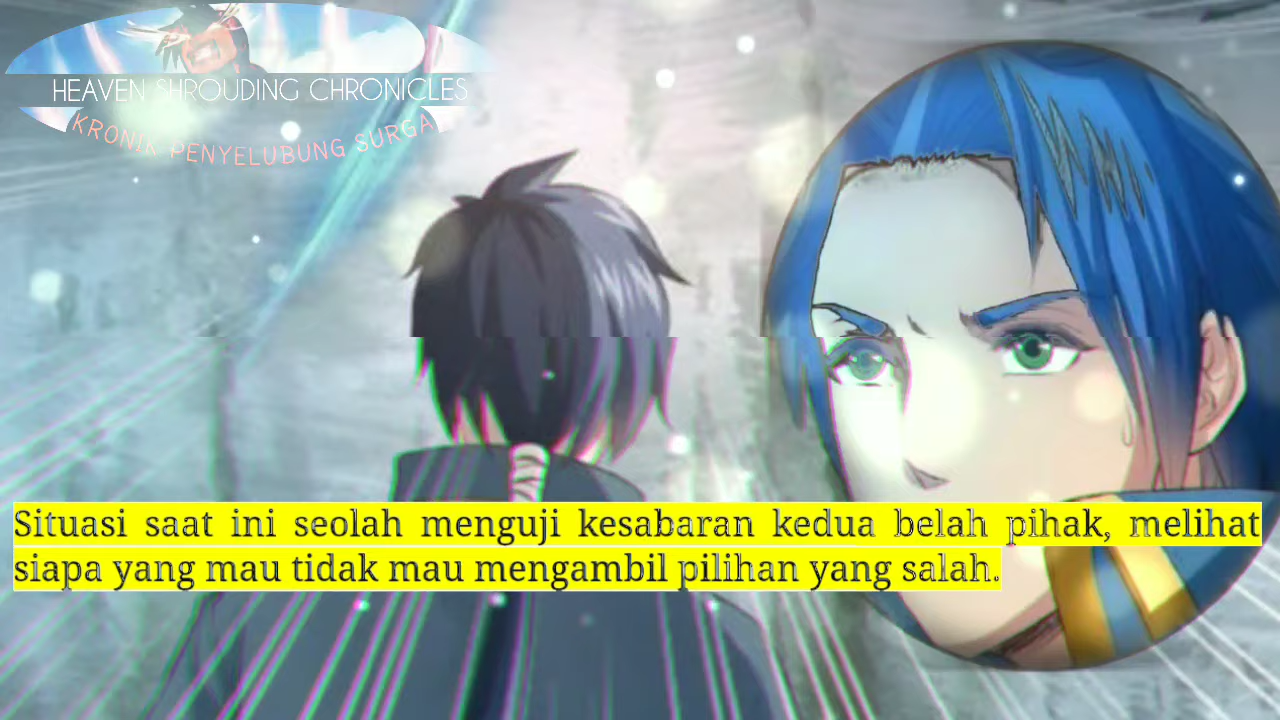 HEAVEN SHROUDING CHRONICLES
KRONIK PENYELUBUNG SURGA
Situasi saat ini seolah menguji kesabaran kedua belah pihak, melihat
siapa yang mau tidak mau mengambil pilihan yang salah.